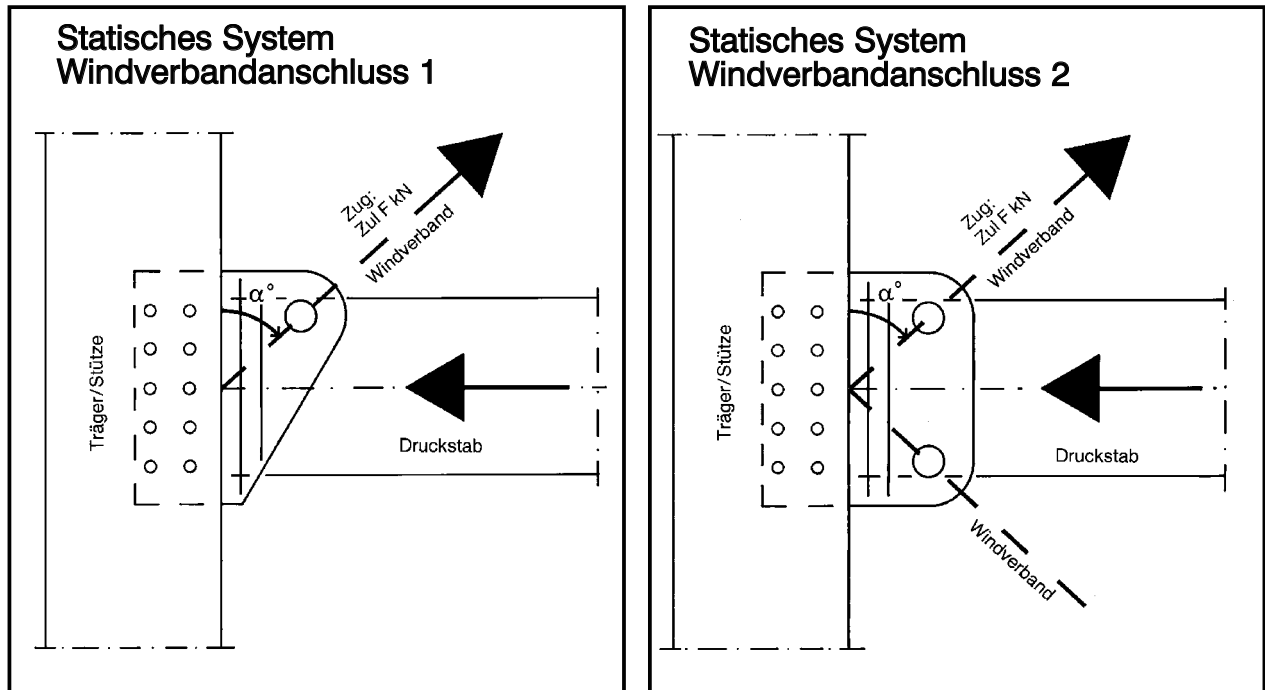 Statisches System
Windverbandanschluss 1
Zug:
Zul F kN
Windverband
α°
Träger/Stütze
Druckstab
Statisches System
Windverbandanschluss 2
Zug:
Zul F kN
Windverband
α°
Träger/Stütze
Druckstab
Windverband